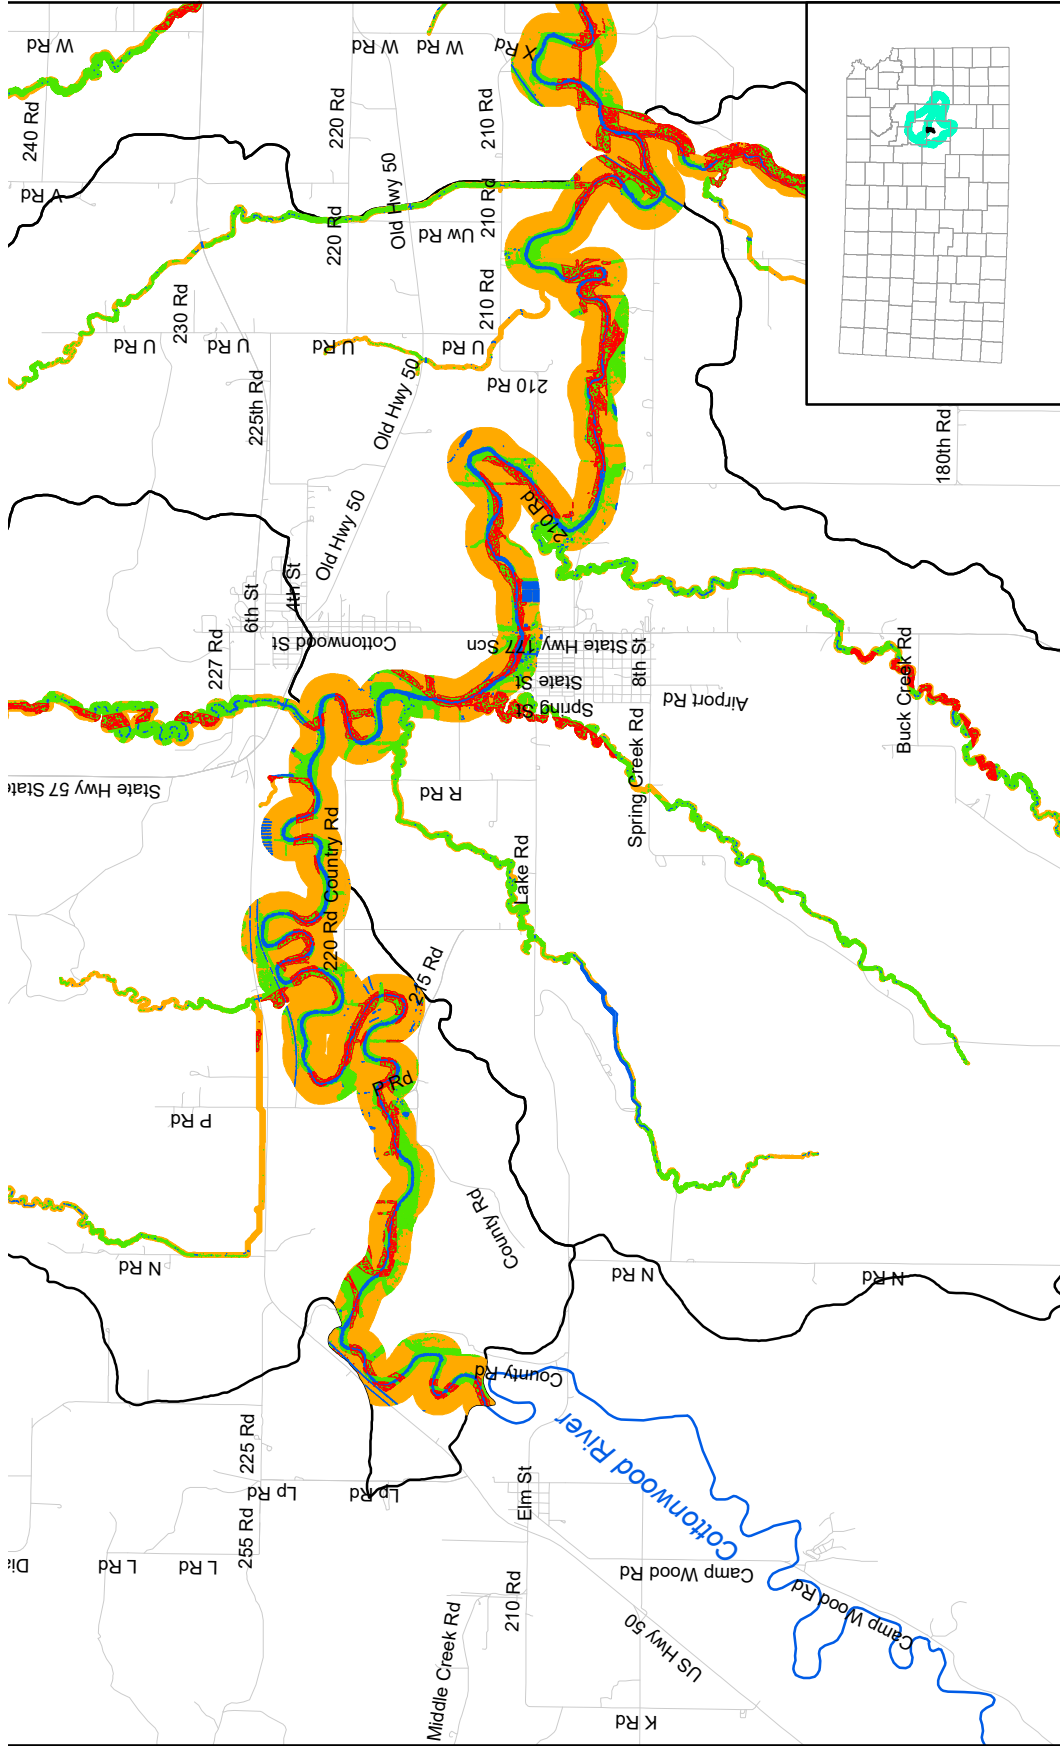 W Rd
W Rd
W Rd
X Rd
240 Rd
220 Rd
210 Rd
V Rd
Old Hwy 50
220 Rd
Uw Rd
210 Rd
230 Rd
210 Rd
U Rd
U Rd
U Rd
U Rd
210 Rd
225th Rd
Old Hwy 50
180th Rd
Old Hwy 50
210 Rd
6th St
4th St
227 Rd
Cottonwood St
Cottonwood St
State Hwy 177 Scn
State St
8th St
Spring St
Airport Rd
Buck Creek Rd
Spring Creek Rd
State Hwy 57 State
R Rd
220 Rd Country Rd
Lake Rd
215 Rd
P Rd
P Rd
County Rd
N Rd
N Rd
N Rd
County Rd
225 Rd
Lp Rd
Lp Rd
Elm St
Cottonwood River
255 Rd
L Rd
L Rd
Dia
Camp Wood Rd
Camp Wood Rd
210 Rd
Middle Creek Rd
US Hwy 50
K Rd